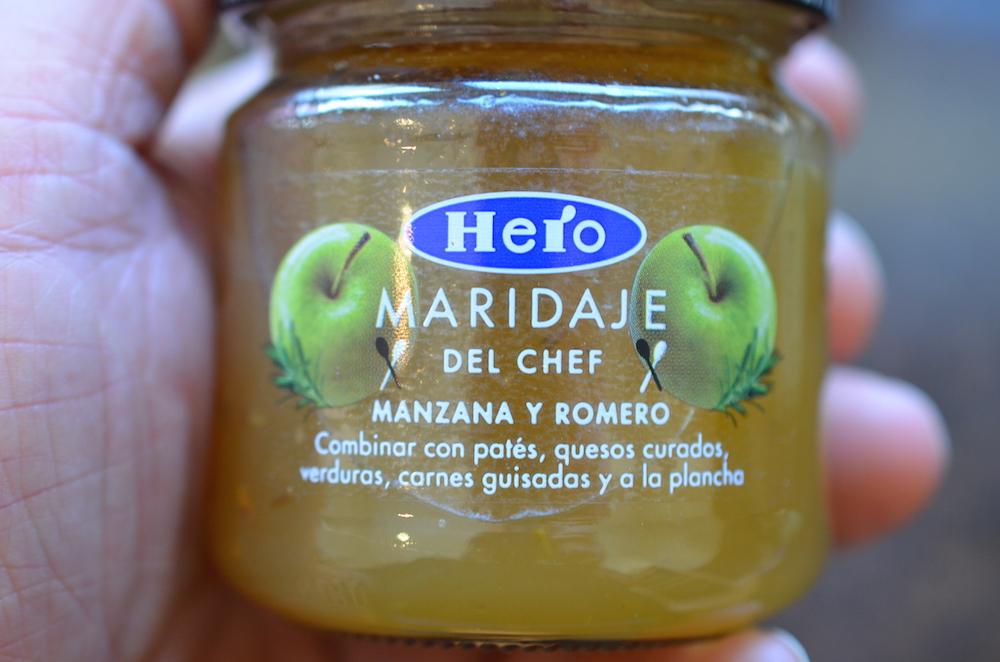 Hero
MARIDAJE
DEL CHEF
MANZANA Y ROMERO
Combinar con patés, quesos curados,
verduras, carnes guisadas y a la plancha